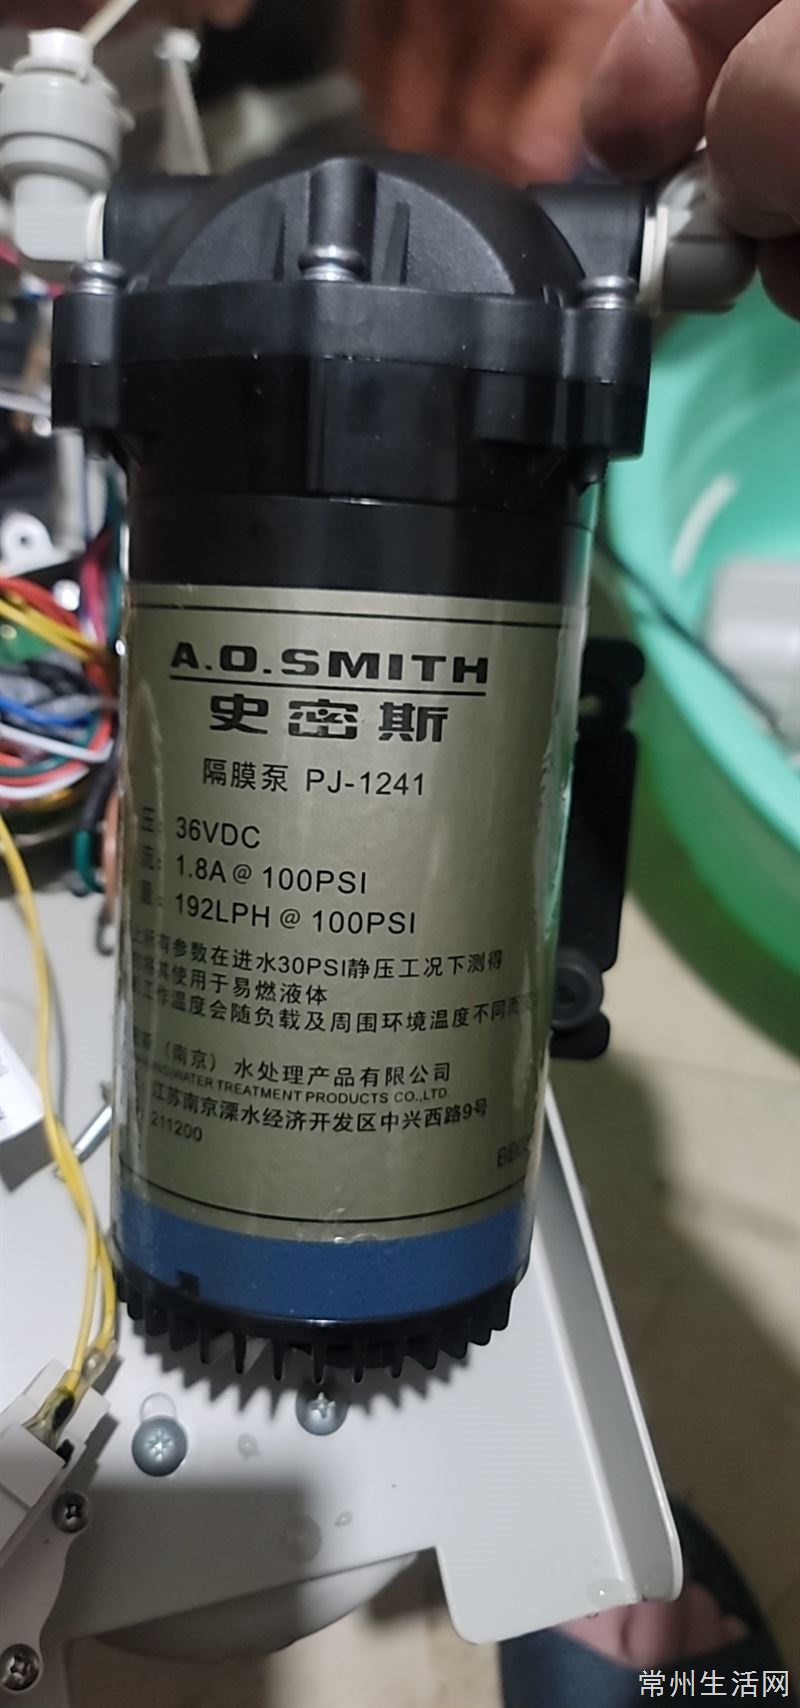 A.O.SMITH
史密斯
隔膜泵 PJ-1241
压：36VDC
流：1.8A@100PSI
量：192LPH@100PSI
所有参数在进水30PSI静压工况下测得
将其使用于易燃液体
工作温度会随负载及周围环境温度不同而
斯（南京）水处理产品有限公司
WATER TREATMENT PRODUCTS CO.,LTD.
江苏南京溧水经济开发区中兴西路9号
211200
常州生活网